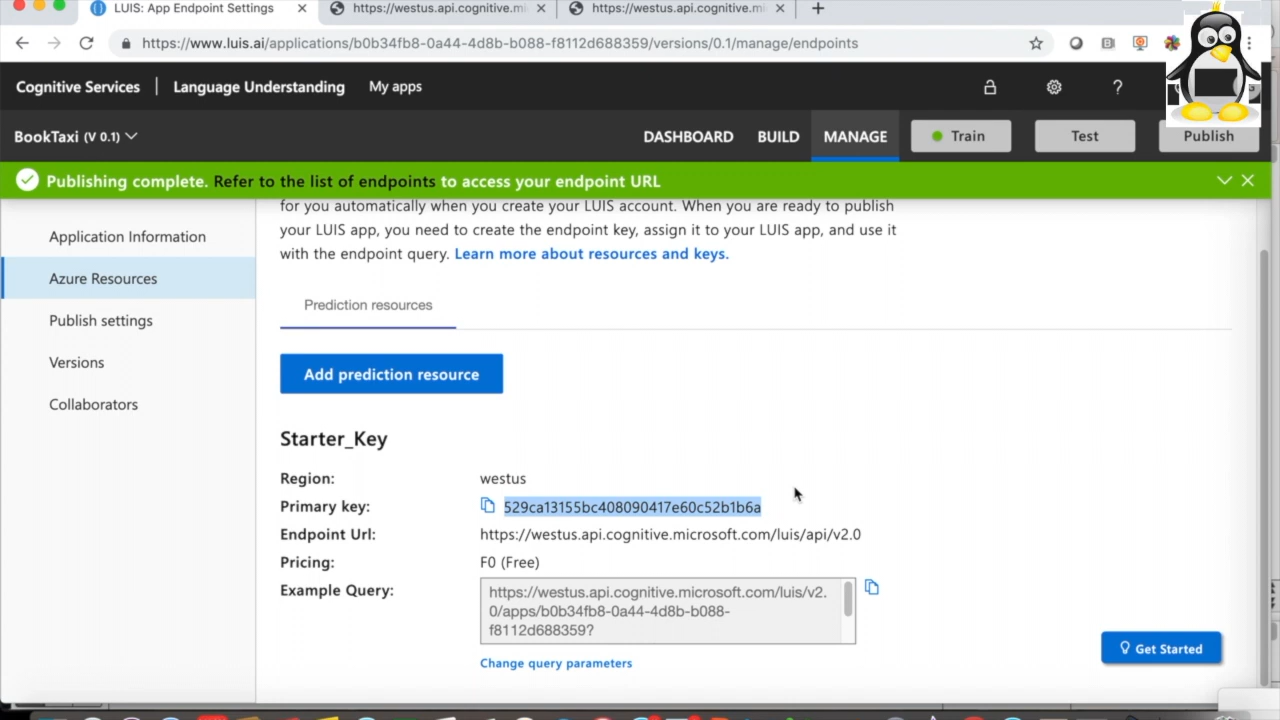 LUIS: App Endpoint Settings
https://westus.api.cognitive.mi
https://westus.api.cognitive.mi
https://www.luis.ai/applications/b0b34fb8-0a44-4d8b-b088-f8112d688359/versions/0.1/manage/endpoints
Cognitive Services
Language Understanding
My apps
?
BookTaxi (V 0.1)
DASHBOARD
BUILD
MANAGE
Train
Test
Publish
Publishing complete. Refer to the list of endpoints to access your endpoint URL
for you automatically when you create your LUIS account. When you are ready to publish
your LUIS app, you need to create the endpoint key, assign it to your LUIS app, and use it
with the endpoint query. Learn more about resources and keys.
Application Information
Azure Resources
Publish settings
Versions
Collaborators
Prediction resources
Add prediction resource
Starter_Key
Region: westus
Primary key: 529ca13155bc408090417e60c52b1b6a
Endpoint Url: https://westus.api.cognitive.microsoft.com/luis/api/v2.0
Pricing: F0 (Free)
Example Query: https://westus.api.cognitive.microsoft.com/luis/v2.
0/apps/b0b34fb8-0a44-4d8b-b088-
f8112d688359?
Change query parameters
Get Started